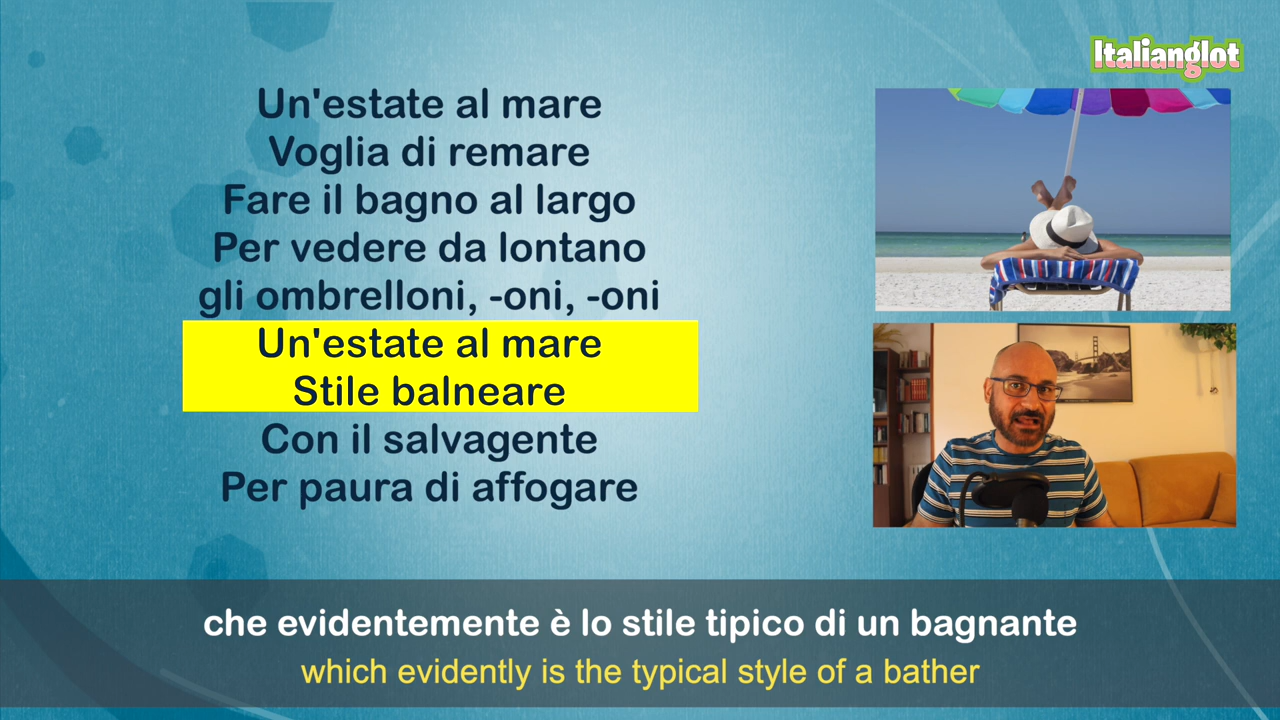 Italianglot
Un'estate al mare
Voglia di remare
Fare il bagno al largo
Per vedere da lontano
gli ombrelloni, -oni, -oni
Un'estate al mare
Stile balneare
Con il salvagente
Per paura di affogare
che evidentemente è lo stile tipico di un bagnante
which evidently is the typical style of a bather